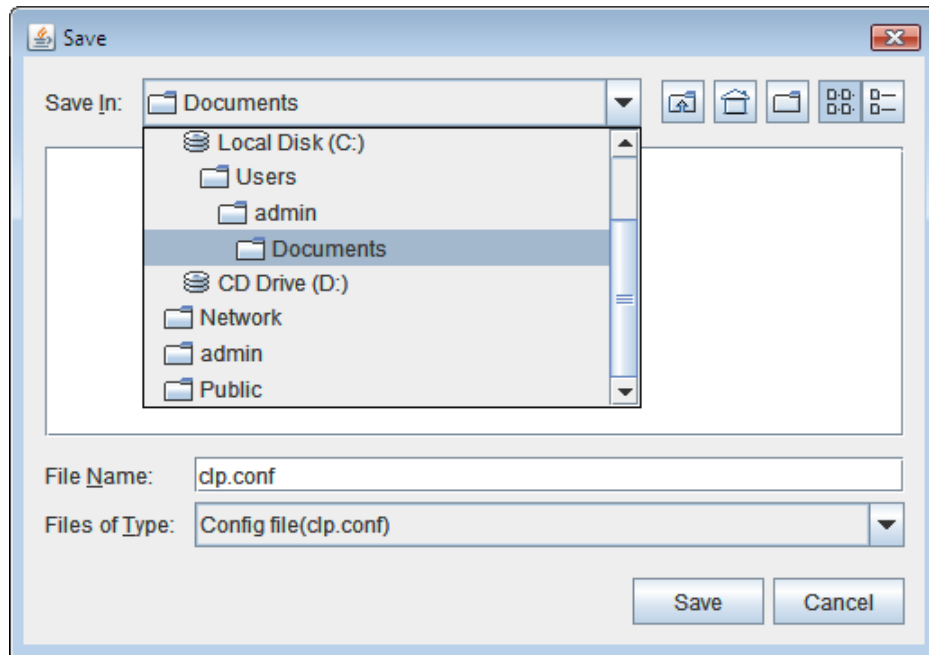 Save
Save In: Documents
Local Disk (C:)
Users
admin
Documents
CD Drive (D:)
Network
admin
Public
File Name: clp.conf
Files of Type: Config file(clp.conf)
Save Cancel